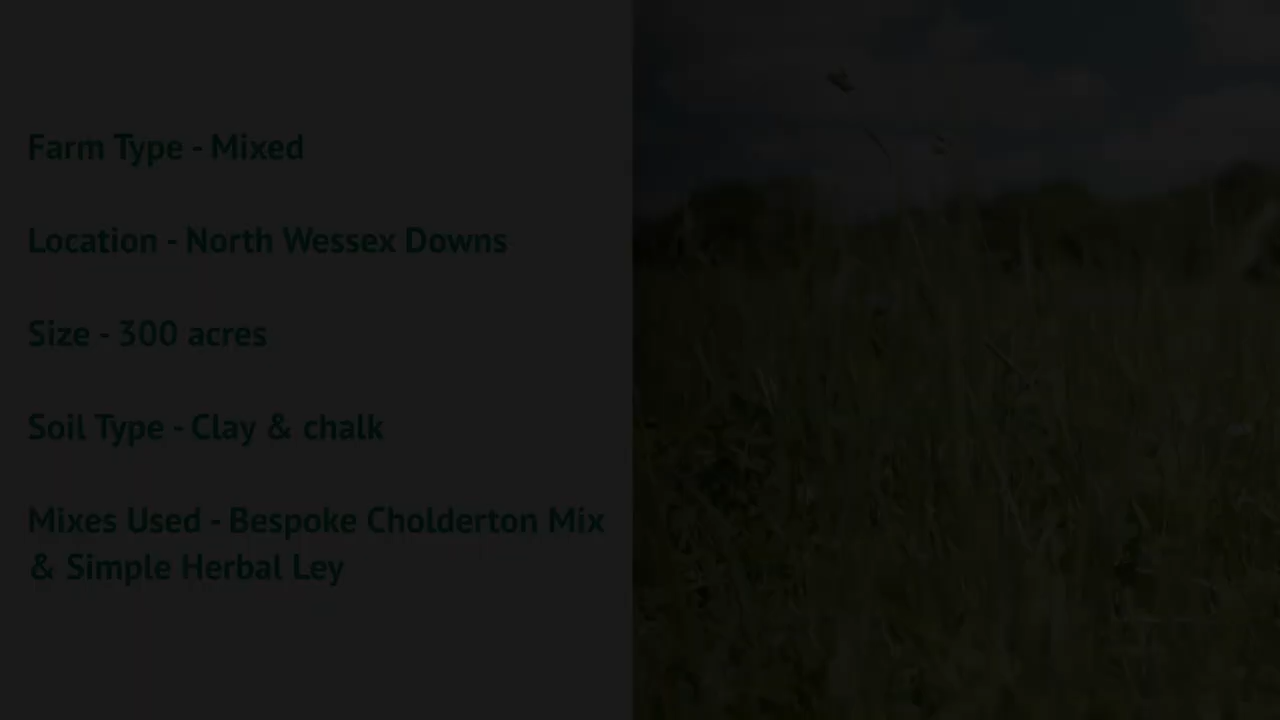 Farm Type - Mixed
Location - North Wessex Downs
Size - 300 acres
Soil Type - Clay & chalk
Mixes Used - Bespoke Cholderton Mix
& Simple Herbal Ley